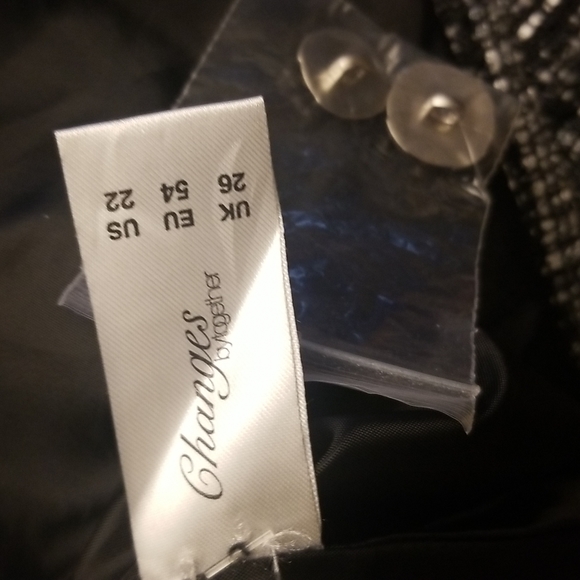 Changes
by together
UK EU US
26 54 22